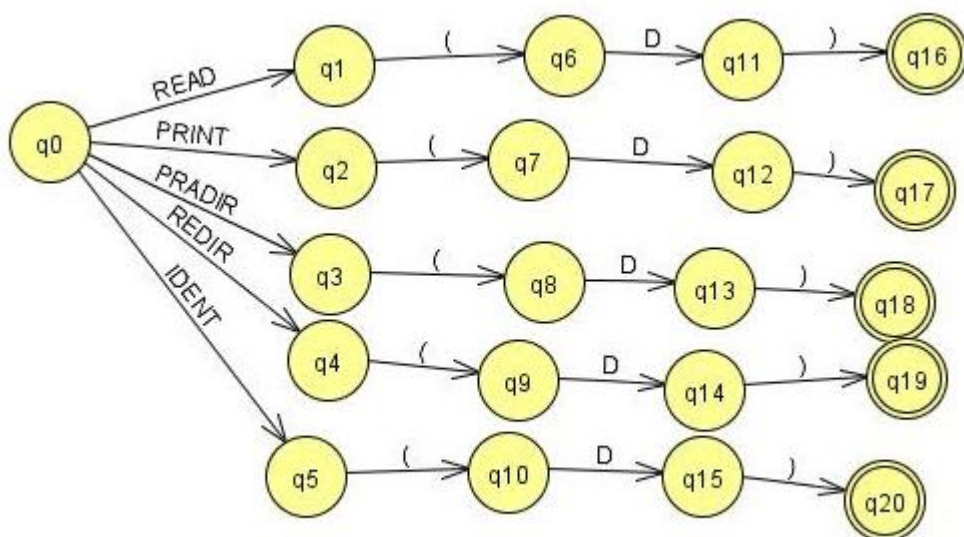 READ
q1
(
q6
D
q11
)
q16
q0
PRINT
q2
(
q7
D
q12
)
q17
PRADIR
q3
(
q8
D
q13
)
q18
REDIR
q4
(
q9
D
q14
)
q19
IDENT
q5
(
q10
D
q15
)
q20